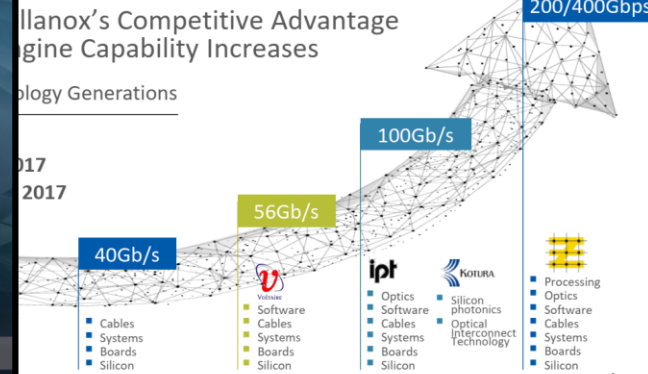 llanox's Competitive Advantage
gine Capability Increases
ology Generations
017
2017
200/400Gbps
100Gb/s
56Gb/s
40Gb/s
Voltaire
ipt
KOTURA
Cables
Systems
Boards
Silicon
Software
Cables
Systems
Boards
Silicon
Optics
Software
Cables
Systems
Boards
Silicon
Silicon
photonics
Optical
Interconnect
Technology
Processing
Optics
Software
Cables
Systems
Boards
Silicon